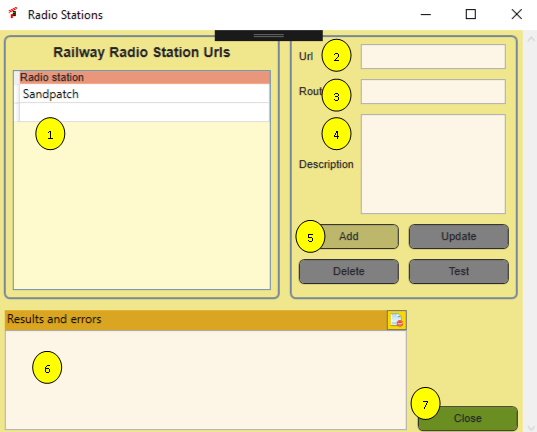 Radio Stations
Railway Radio Station Urls
Radio station
Sandpatch
1
Url 2
Rout 3
4
Description
5 Add Update
Delete Test
Results and errors
6
7 Close